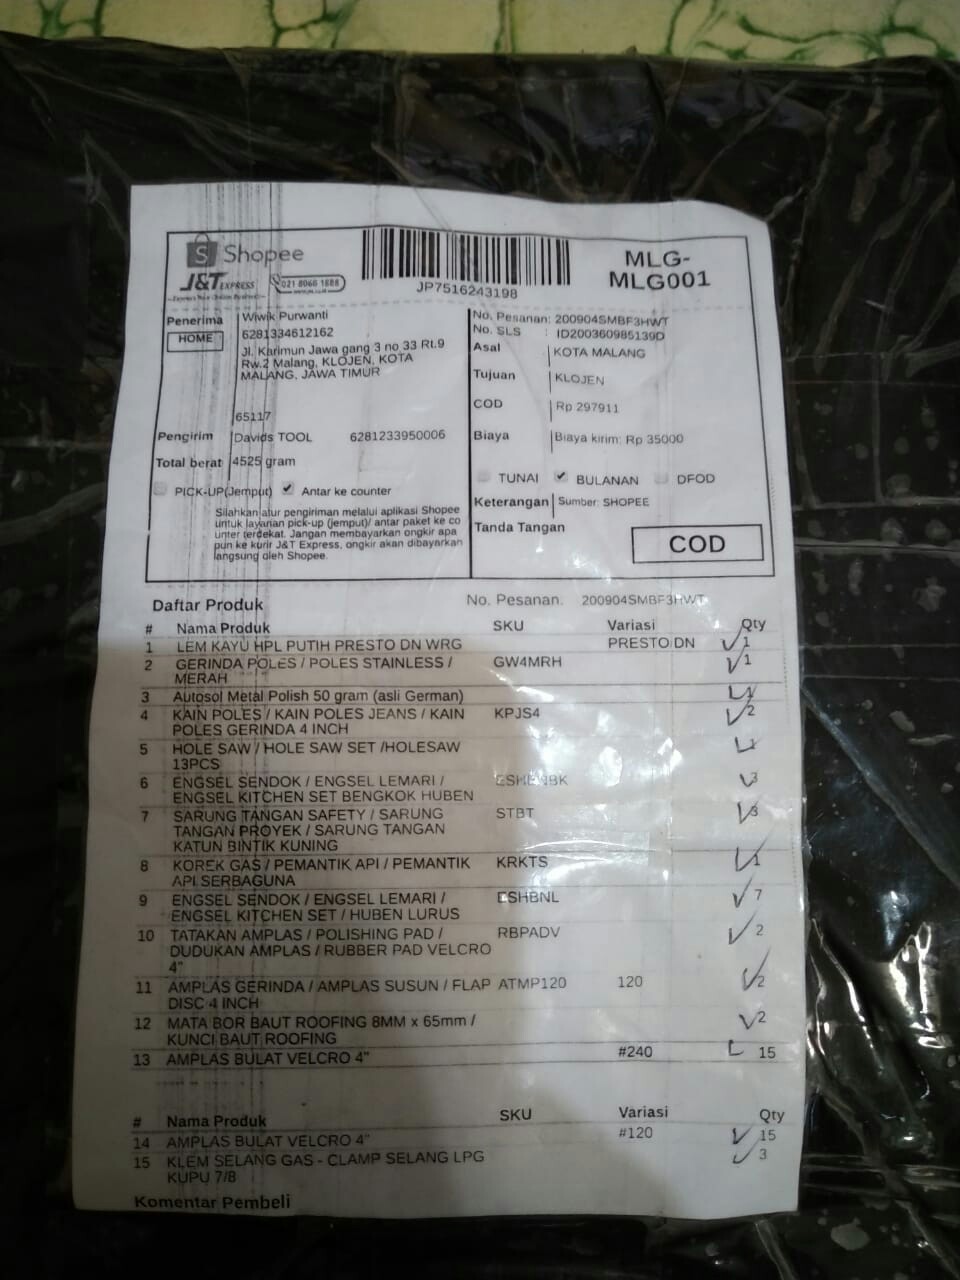 Shopee
J&T EXPRESS
021 8066 1888
JP7516243198
MLG-
MLG001
Penerima
HOME
Wiwik Purwanti
6281334612162
Jl. Karimun Jawa gang 3 no 33 Rt.9
Rw.2 Malang, KLOJEN, KOTA
MALANG, JAWA TIMUR
65117
Pengirim Davids TOOL 6281233950006
Total berat 4525 gram
PICK-UP(Jemput) Antar ke counter
Silahkan atur pengiriman melalui aplikasi Shopee
untuk layanan pick-up (jemput)/ antar paket ke co
unter terdekat. Jangan membayarkan ongkir apa
pun ke kurir J&T Express, ongkir akan dibayarkan
langsung oleh Shopee.
No. Pesanan: 200904SMBF3HWT
No. SLS : ID200360985139D
Asal KOTA MALANG
Tujuan KLOJEN
COD Rp 297911
Biaya Biaya kirim: Rp 35000
TUNAI BULANAN DFOD
Keterangan Sumber: SHOPEE
Tanda Tangan
COD
Daftar Produk No. Pesanan. 200904SMBF3HWT
# Nama Produk SKU Variasi Qty
1 LEM KAYU HPL PUTIH PRESTO DN WRG PRESTO DN 1
2 GERINDA POLES / POLES STAINLESS / GW4MRH 1
MERAH
3 Autosol Metal Polish 50 gram (asli German) 1
4 KAIN POLES / KAIN POLES JEANS / KAIN KPJS4 2
POLES GERINDA 4 INCH
5 HOLE SAW / HOLE SAW SET /HOLESAW 1
13PCS
6 ENGSEL SENDOK / ENGSEL LEMARI / 3
ENGSEL KITCHEN SET BENGKOK HUBEN
7 SARUNG TANGAN SAFETY / SARUNG STBT 3
TANGAN PROYEK / SARUNG TANGAN
KATUN BINTIK KUNING
8 KOREK GAS / PEMANTIK API / PEMANTIK KRKTS 1
API SERBAGUNA
9 ENGSEL SENDOK / ENGSEL LEMARI / ESHBNL 7
ENGSEL KITCHEN SET / HUBEN LURUS
10 TATAKAN AMPLAS / POLISHING PAD / RBPADV 2
DUDUKAN AMPLAS / RUBBER PAD VELCRO
4"
11 AMPLAS GERINDA / AMPLAS SUSUN / FLAP ATMP120 120 2
DISC 4 INCH
12 MATA BOR BAUT ROOFING 8MM x 65mm / 2
KUNCI BAUT ROOFING
13 AMPLAS BULAT VELCRO 4" #240 15
# Nama Produk SKU Variasi Qty
14 AMPLAS BULAT VELCRO 4" #120 15
15 KLEM SELANG GAS - CLAMP SELANG LPG 3
KUPU 7/8
Komentar Pembeli